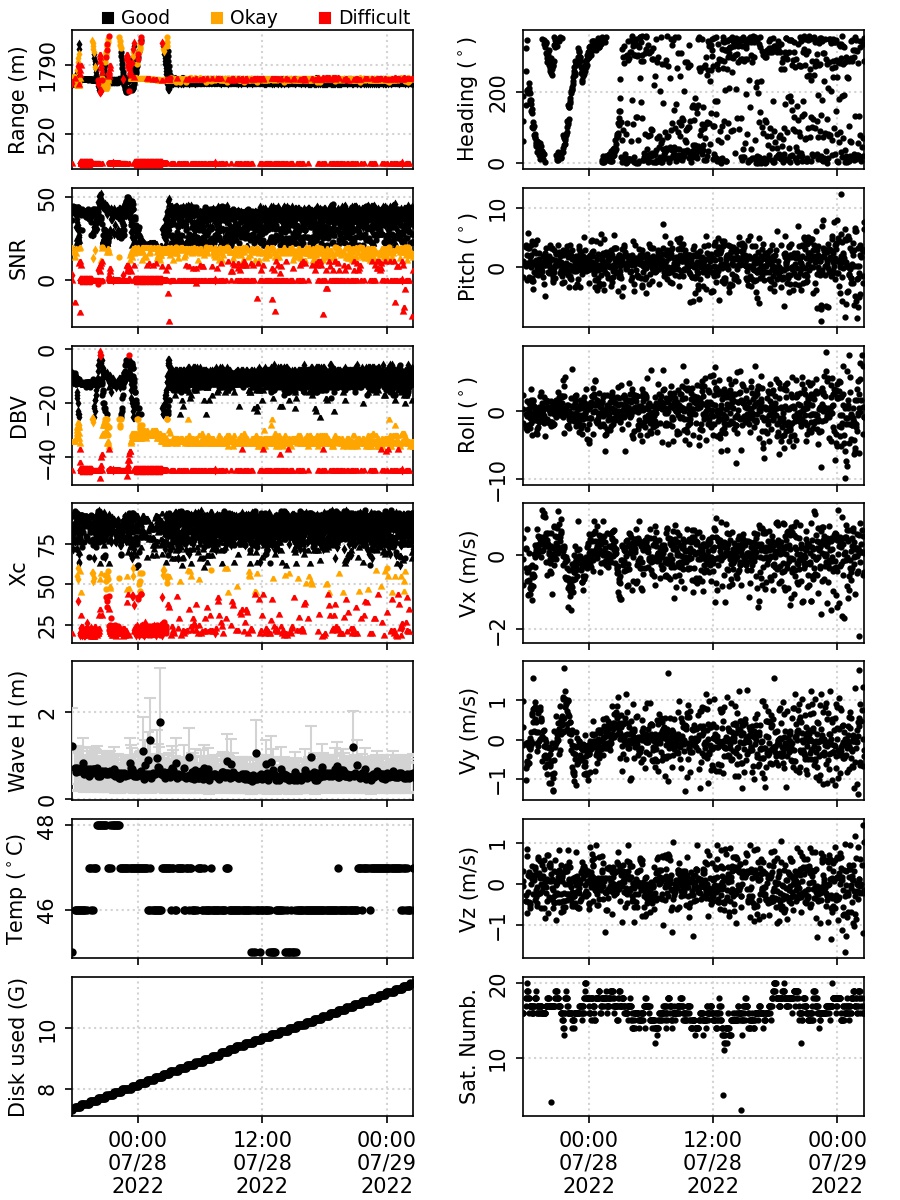 Good Okay Difficult
Range (m)
1790
520
Heading (°)
200
0
SNR
50
0
Pitch (°)
10
0
DBV
0
−20
−40
Roll (°)
0
−10
Xc
75
50
25
Vx (m/s)
0
−2
Wave H (m)
2
0
Vy (m/s)
1
0
−1
Temp (°C)
48
46
Vz (m/s)
1
0
−1
Disk used (G)
10
8
Sat. Numb.
20
10
00:00 12:00 00:00
07/28 07/28 07/29
2022 2022 2022
00:00 12:00 00:00
07/28 07/28 07/29
2022 2022 2022